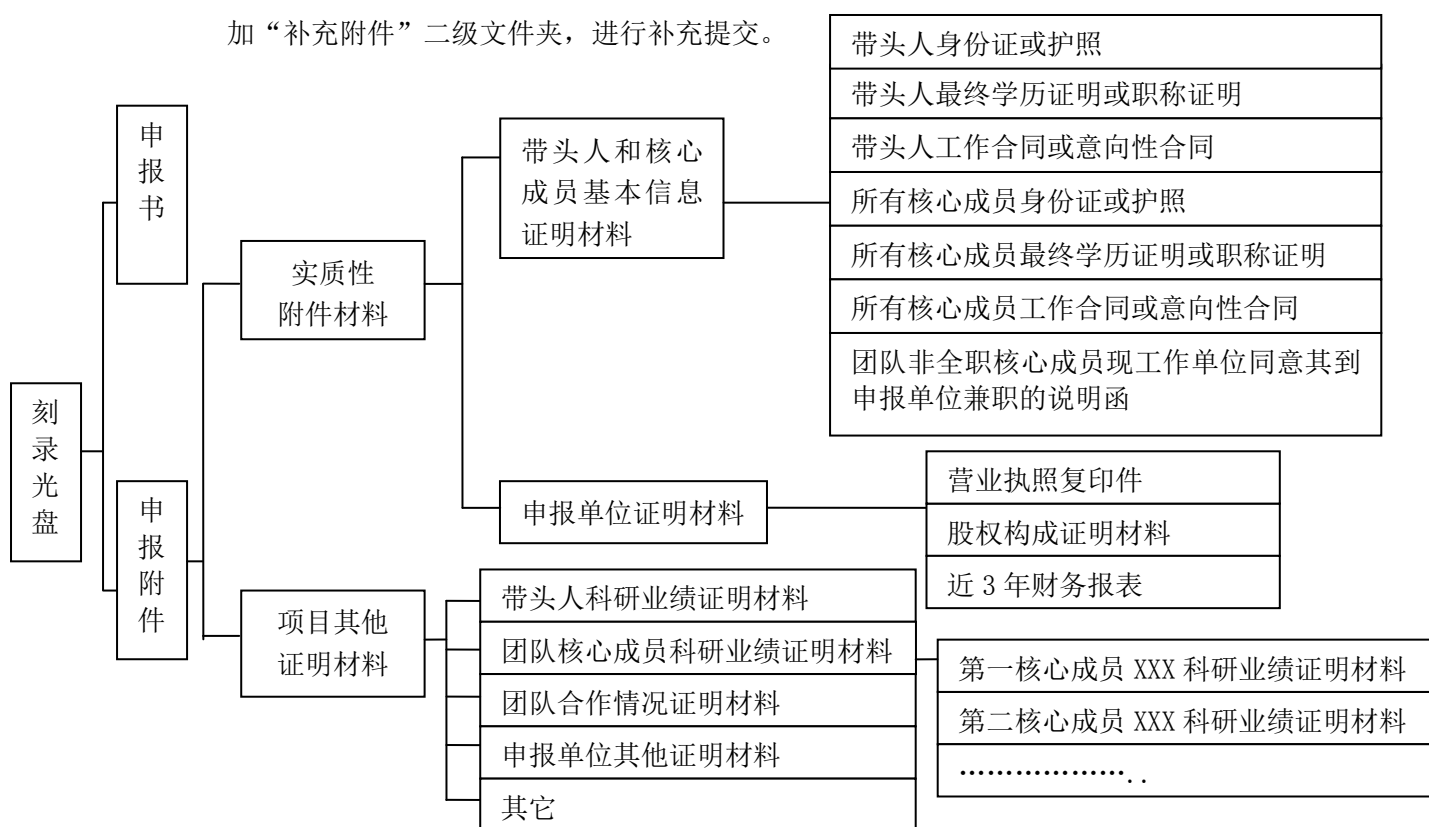 加“补充附件”二级文件夹，进行补充提交。
刻
录
光
盘
申
报
书
申
报
附
件
实质性
附件材料
项目其他
证明材料
带头人和核心
成员基本信息
证明材料
申报单位证明材料
带头人身份证或护照
带头人最终学历证明或职称证明
带头人工作合同或意向性合同
所有核心成员身份证或护照
所有核心成员最终学历证明或职称证明
所有核心成员工作合同或意向性合同
团队非全职核心成员现工作单位同意其到
申报单位兼职的说明函
营业执照复印件
股权构成证明材料
近 3 年财务报表
带头人科研业绩证明材料
团队核心成员科研业绩证明材料
团队合作情况证明材料
申报单位其他证明材料
其它
第一核心成员 XXX 科研业绩证明材料
第二核心成员 XXX 科研业绩证明材料
………………..